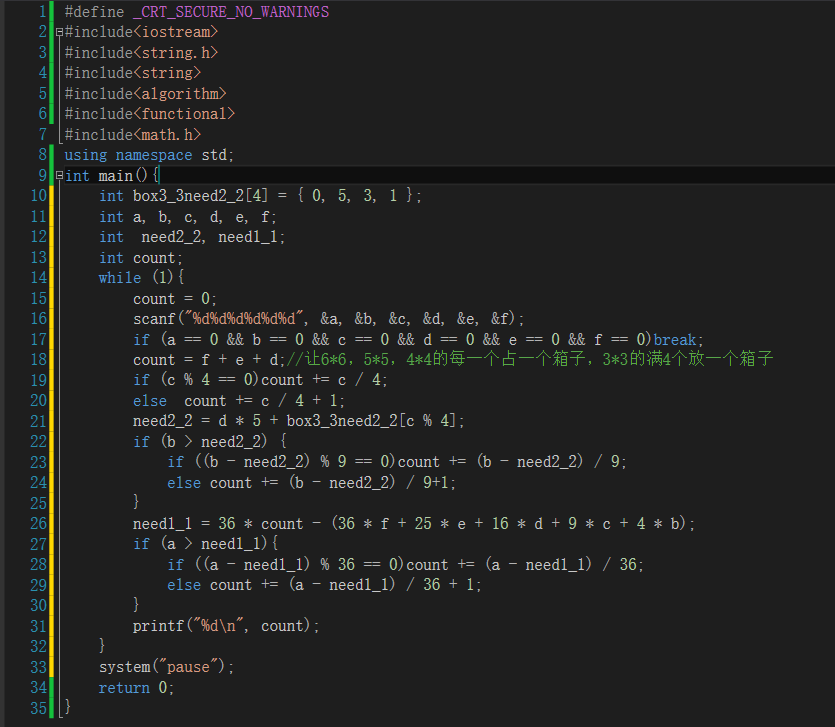 1 #define _CRT_SECURE_NO_WARNINGS
2 #include<iostream>
3 #include<string.h>
4 #include<string>
5 #include<algorithm>
6 #include<functional>
7 #include<math.h>
8 using namespace std;
9 int main(){
10 int box3_3need2_2[4] = { 0, 5, 3, 1 };
11 int a, b, c, d, e, f;
12 int  need2_2, need1_1;
13 int count;
14 while (1){
15 count = 0;
16 scanf("%d%d%d%d%d%d", &a, &b, &c, &d, &e, &f);
17 if (a == 0 && b == 0 && c == 0 && d == 0 && e == 0 && f == 0)break;
18 count = f + e + d;//让6*6，5*5，4*4的每一个占一个箱子，3*3的满4个放一个箱子
19 if (c % 4 == 0)count += c / 4;
20 else  count += c / 4 + 1;
21 need2_2 = d * 5 + box3_3need2_2[c % 4];
22 if (b > need2_2) {
23 if ((b - need2_2) % 9 == 0)count += (b - need2_2) / 9;
24 else count += (b - need2_2) / 9+1;
25 }
26 need1_1 = 36 * count - (36 * f + 25 * e + 16 * d + 9 * c + 4 * b);
27 if (a > need1_1){
28 if ((a - need1_1) % 36 == 0)count += (a - need1_1) / 36;
29 else count += (a - need1_1) / 36 + 1;
30 }
31 printf("%d\n", count);
32 }
33 system("pause");
34 return 0;
35 }